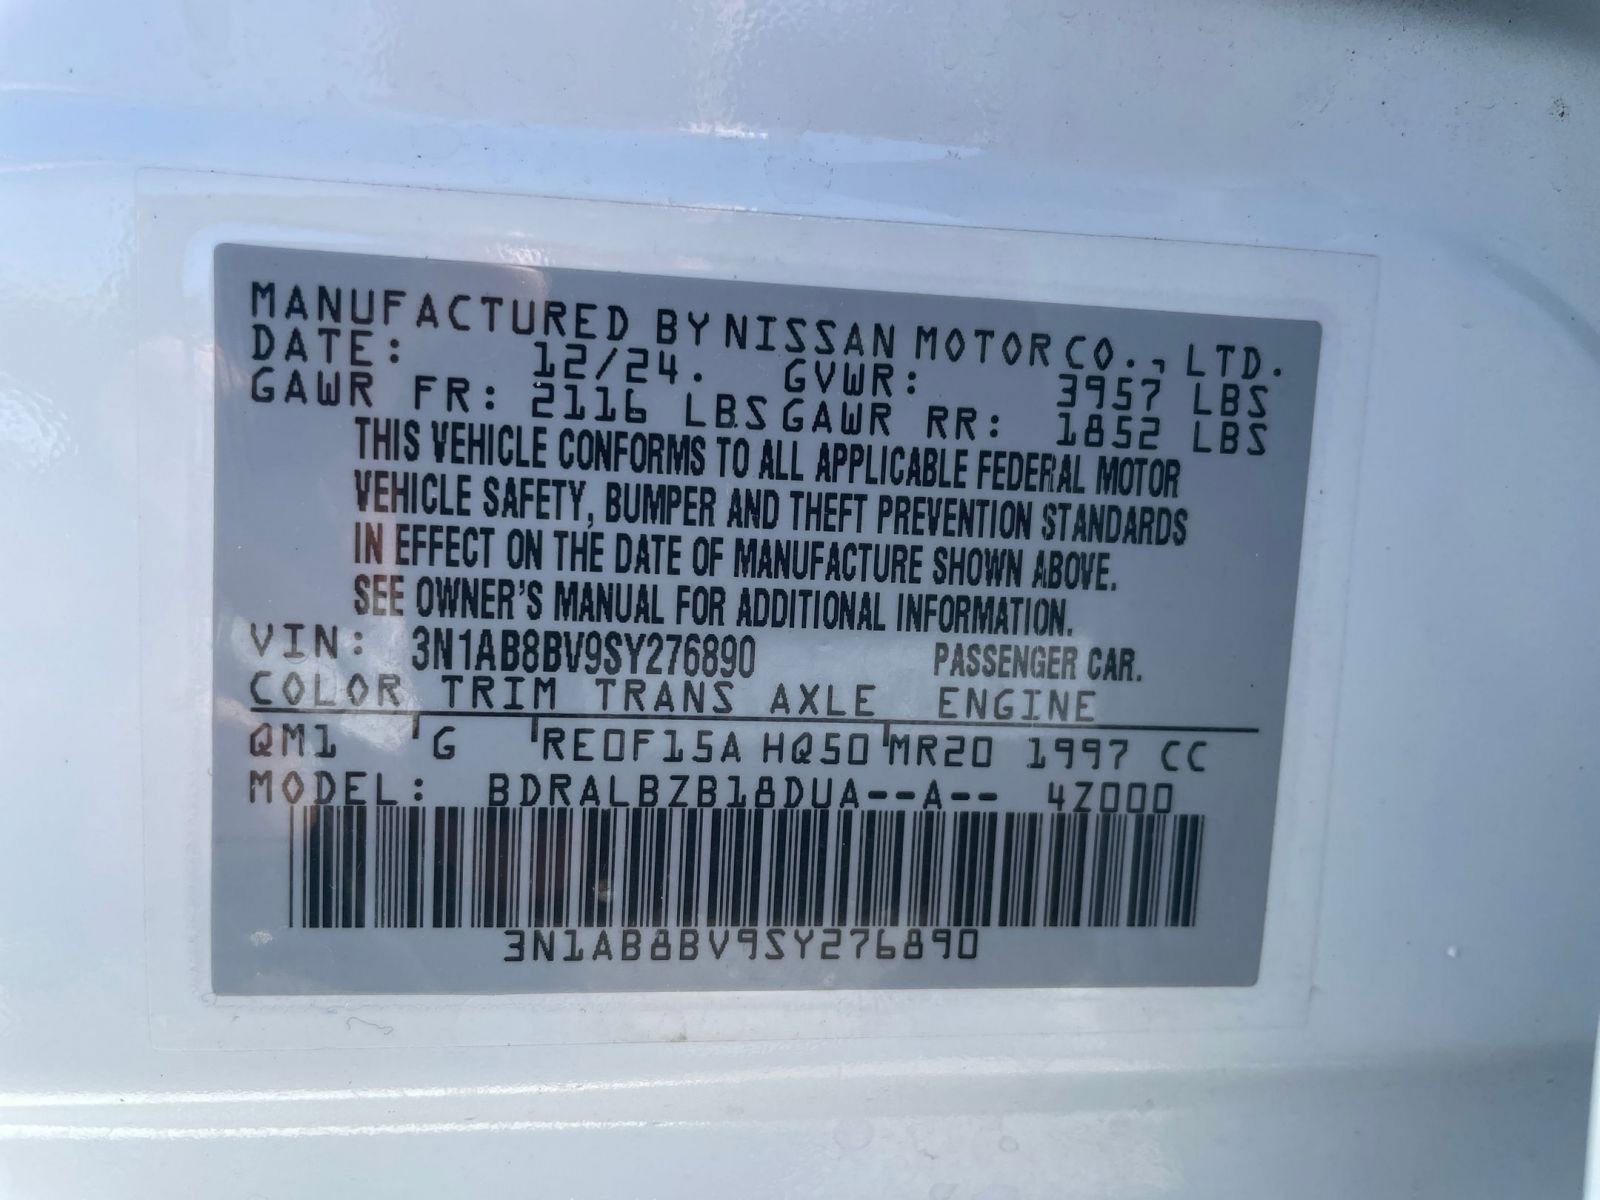 MANUFACTURED BY NISSAN MOTOR CO., LTD.
DATE: 12/24. GVWR: 3957 LBS
GAWR FR: 2116 LBS GAWR RR: 1852 LBS
THIS VEHICLE CONFORMS TO ALL APPLICABLE FEDERAL MOTOR
VEHICLE SAFETY, BUMPER AND THEFT PREVENTION STANDARDS
IN EFFECT ON THE DATE OF MANUFACTURE SHOWN ABOVE.
SEE OWNER'S MANUAL FOR ADDITIONAL INFORMATION.
VIN: 3N1AB8BV9SY276890 PASSENGER CAR.
COLOR TRIM TRANS AXLE ENGINE
QM1 G RE0F15A HQ50 MR20 1997 CC
MODEL: BDRALBZB18DUA--A-- 4Z000
3N1AB8BV9SY276890